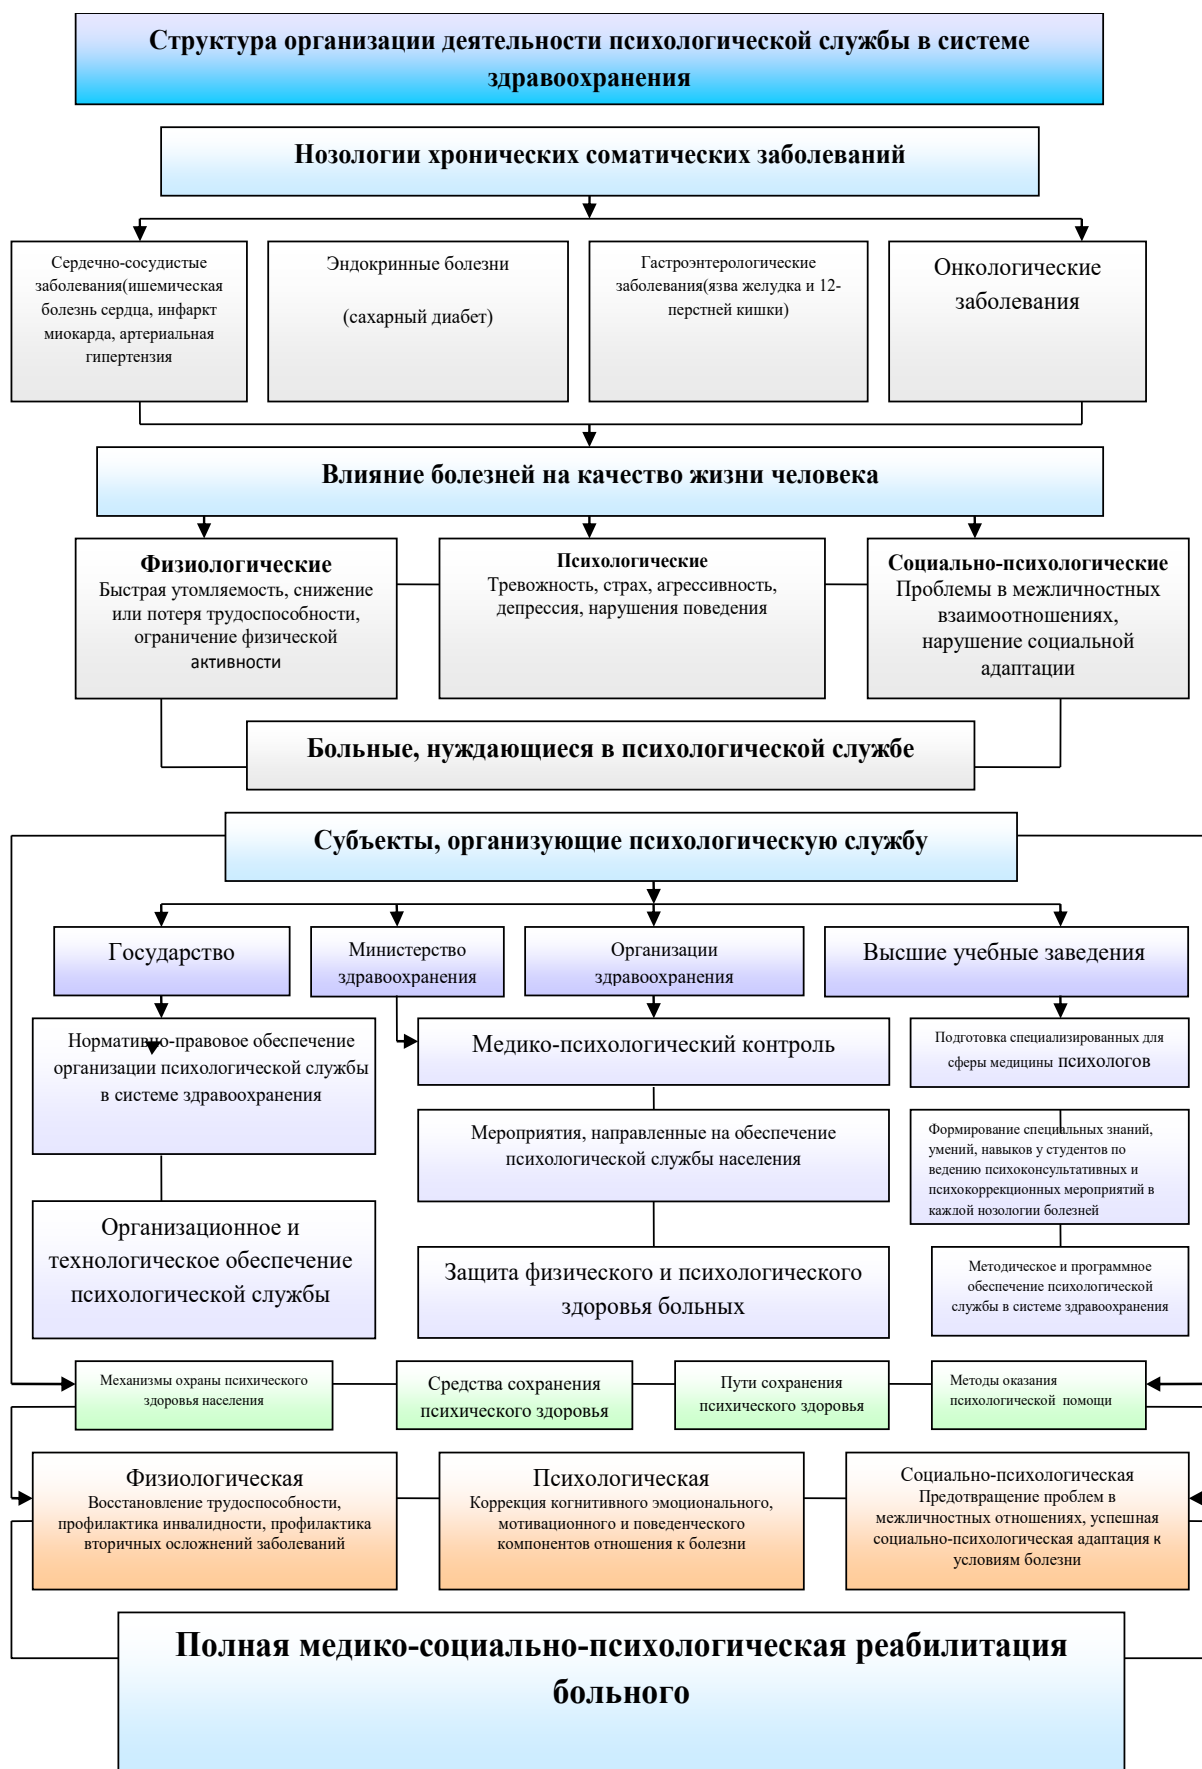 Структура организации деятельности психологической службы в системе
здравоохранения
Нозологии хронических соматических заболеваний
Сердечно-сосудистые
заболевания(ишемическая
болезнь сердца, инфаркт
миокарда, артериальная
гипертензия
Эндокринные болезни
(сахарный диабет)
Гастроэнтерологические
заболевания(язва желудка и 12-
перстней кишки)
Онкологические
заболевания
Влияние болезней на качество жизни человека
Физиологические
Быстрая утомляемость, снижение
или потеря трудоспособности,
ограничение физической
активности
Психологические
Тревожность, страх, агрессивность,
депрессия, нарушения поведения
Социально-психологические
Проблемы в межличностных
взаимоотношениях,
нарушение социальной
адаптации
Больные, нуждающиеся в психологической службе
Субъекты, организующие психологическую службу
Государство
Министерство
здравоохранения
Организации
здравоохранения
Высшие учебные заведения
Нормативно-правовое обеспечение
организации психологической службы
в системе здравоохранения
Медико-психологический контроль
Подготовка специализированных для
сферы медицины психологов
Мероприятия, направленные на обеспечение
психологической службы населения
Формирование специальных знаний,
умений, навыков у студентов по
ведению психоконсультативных и
психокоррекционных мероприятий в
каждой нозологии болезней
Организационное и
технологическое обеспечение
психологической службы
Защита физического и психологического
здоровья больных
Методическое и программное
обеспечение психологической
службы в системе здравоохранения
Механизмы охраны психического
здоровья населения
Средства сохранения
психического здоровья
Пути сохранения
психического здоровья
Методы оказания
психологической помощи
Физиологическая
Восстановление трудоспособности,
профилактика инвалидности, профилактика
вторичных осложнений заболеваний
Психологическая
Коррекция когнитивного эмоционального,
мотивационного и поведенческого
компонентов отношения к болезни
Социально-психологическая
Предотвращение проблем в
межличностных отношениях, успешная
социально-психологическая адаптация к
условиям болезни
Полная медико-социально-психологическая реабилитация
больного